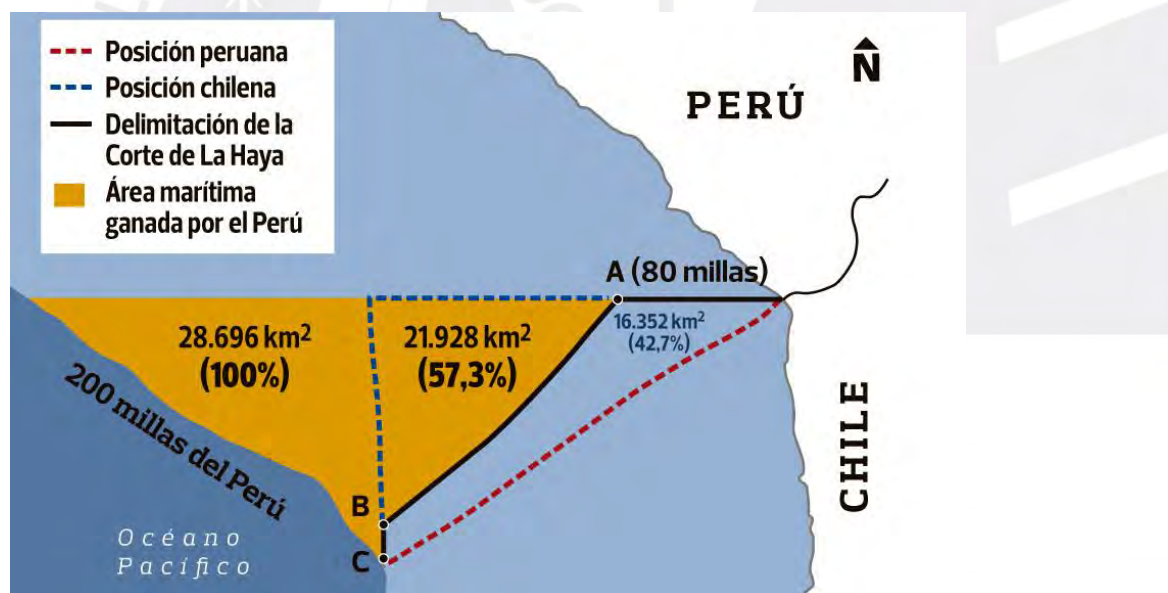 Posición peruana
Posición chilena
Delimitación de la
Corte de La Haya
Área marítima
ganada por el Perú
N
PERÚ
A (80 millas)
28.696 km²
(100%)
21.928 km²
(57,3%)
16.352 km²
(42,7%)
200 millas del Perú
CHILE
B
C
Océano
Pacífico